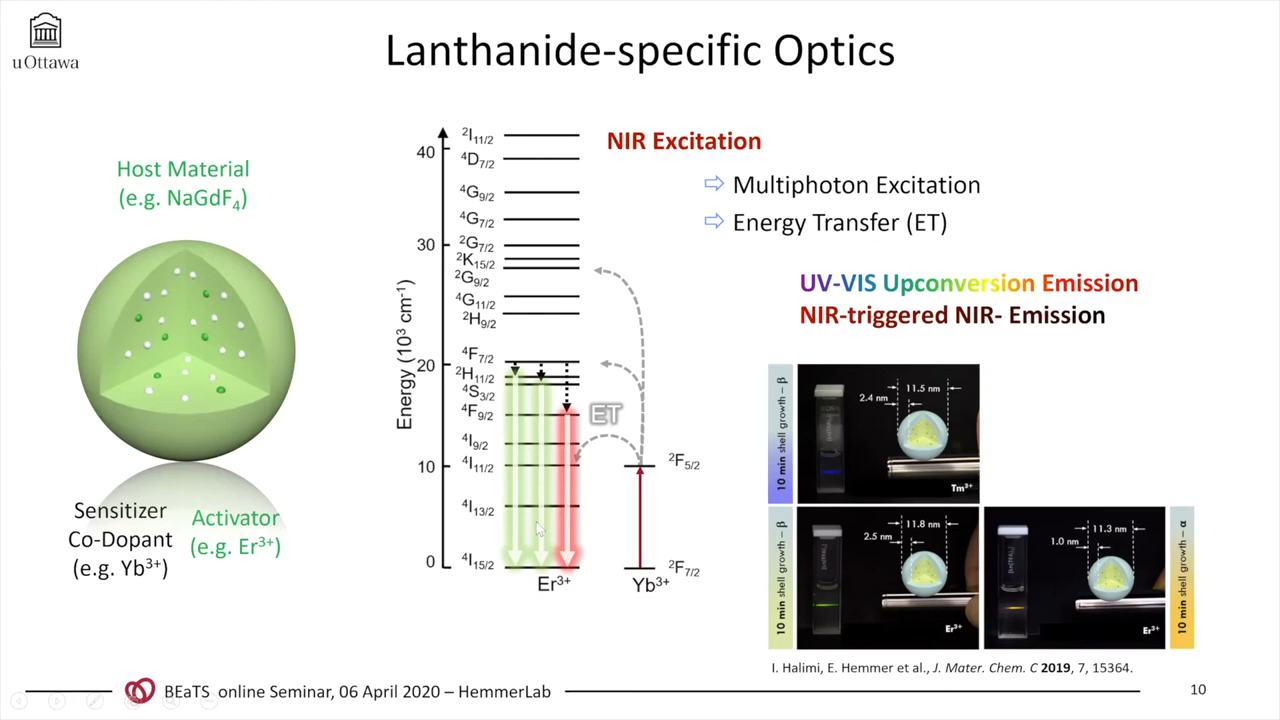 uOttawa
Lanthanide-specific Optics
Host Material
(e.g. NaGdF₄)
Sensitizer
Co-Dopant
(e.g. Yb³⁺)
Activator
(e.g. Er³⁺)
Energy (10³ cm⁻¹)
40
30
20
10
0
²I₁₁/₂
⁴D₇/₂
⁴G₉/₂
⁴G₇/₂
²G₇/₂
²K₁₅/₂
²G₉/₂
⁴G₁₁/₂
²H₉/₂
⁴F₇/₂
²H₁₁/₂
⁴S₃/₂
⁴F₉/₂
⁴I₉/₂
⁴I₁₁/₂
⁴I₁₃/₂
⁴I₁₅/₂
Er³⁺
ET
²F₅/₂
²F₇/₂
Yb³⁺
NIR Excitation
⇨ Multiphoton Excitation
⇨ Energy Transfer (ET)
UV-VIS Upconversion Emission
NIR-triggered NIR- Emission
10 min shell growth – β
11.5 nm
2.4 nm
Tm³⁺
10 min shell growth – β
11.8 nm
2.5 nm
Er³⁺
11.3 nm
1.0 nm
Er³⁺
10 min shell growth – α
I. Halimi, E. Hemmer et al., J. Mater. Chem. C 2019, 7, 15364.
BEaTS online Seminar, 06 April 2020 – HemmerLab
10